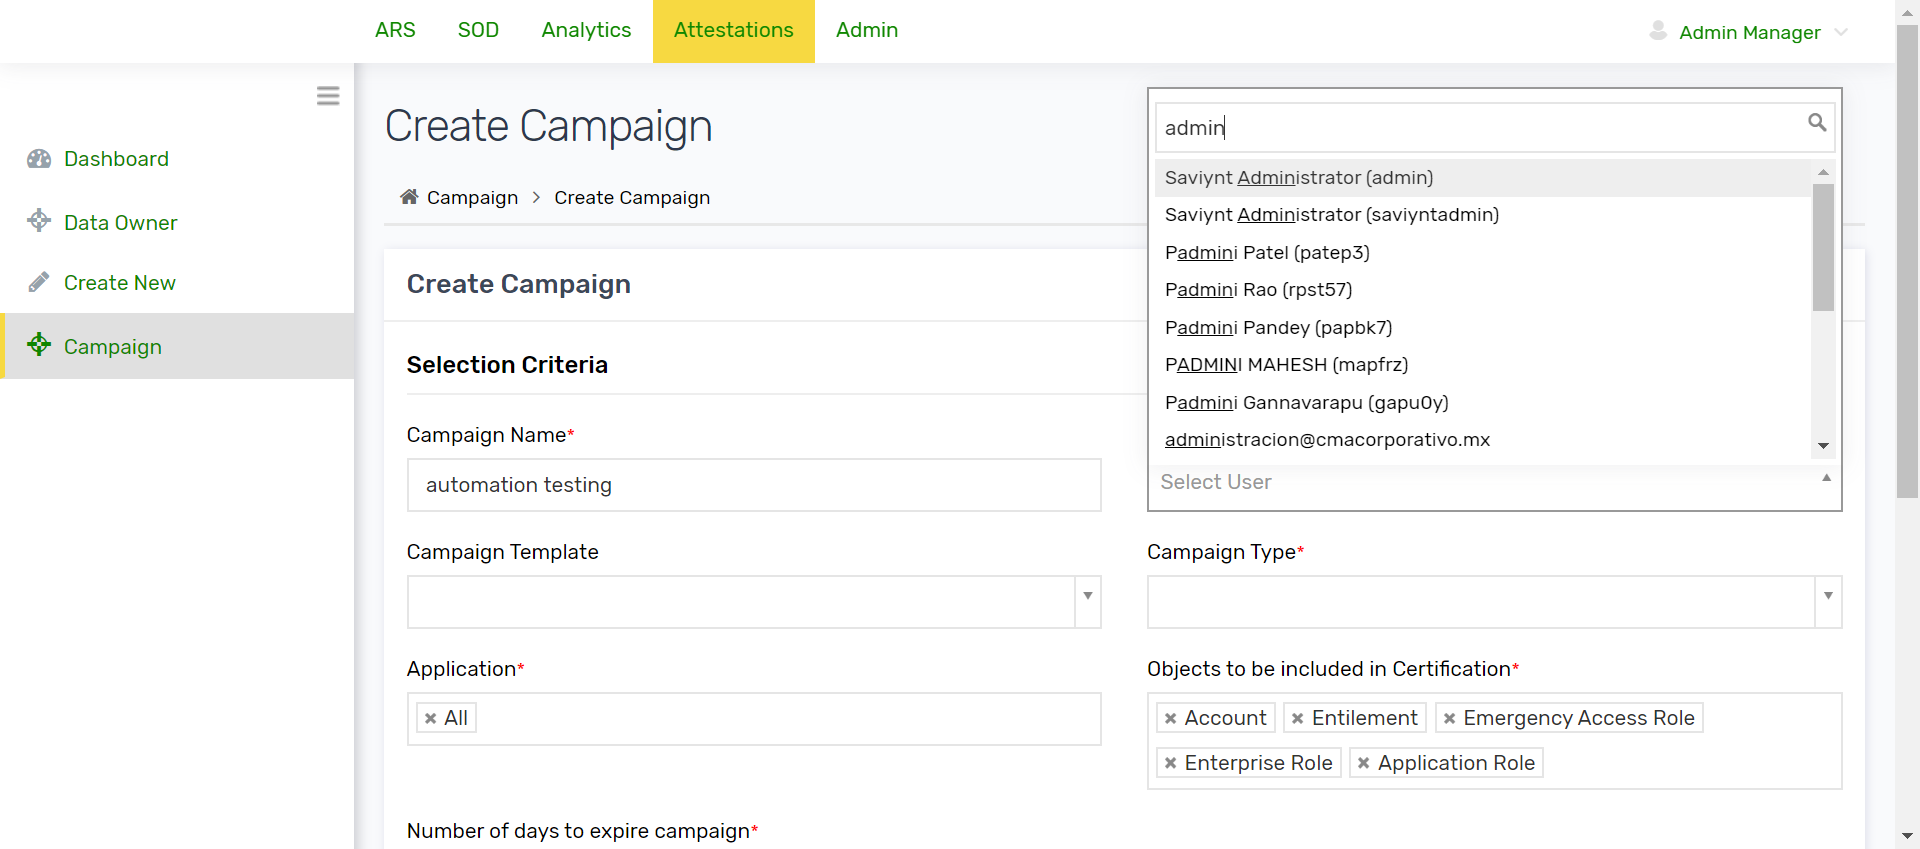 ARS SOD Analytics Attestations Admin Admin Manager
Dashboard
Data Owner
Create New
Campaign
Create Campaign
Campaign > Create Campaign
Create Campaign
Selection Criteria
Campaign Name*
automation testing
admin
Saviynt Administrator (admin)
Saviynt Administrator (saviyntadmin)
Padmini Patel (patep3)
Padmini Rao (rpst57)
Padmini Pandey (papbk7)
PADMINI MAHESH (mapfrz)
Padmini Gannavarapu (gapu0y)
administracion@cmacorporativo.mx
Select User
Campaign Template
Campaign Type*
Application*
All
Objects to be included in Certification*
Account Entilement Emergency Access Role
Enterprise Role Application Role
Number of days to expire campaign*